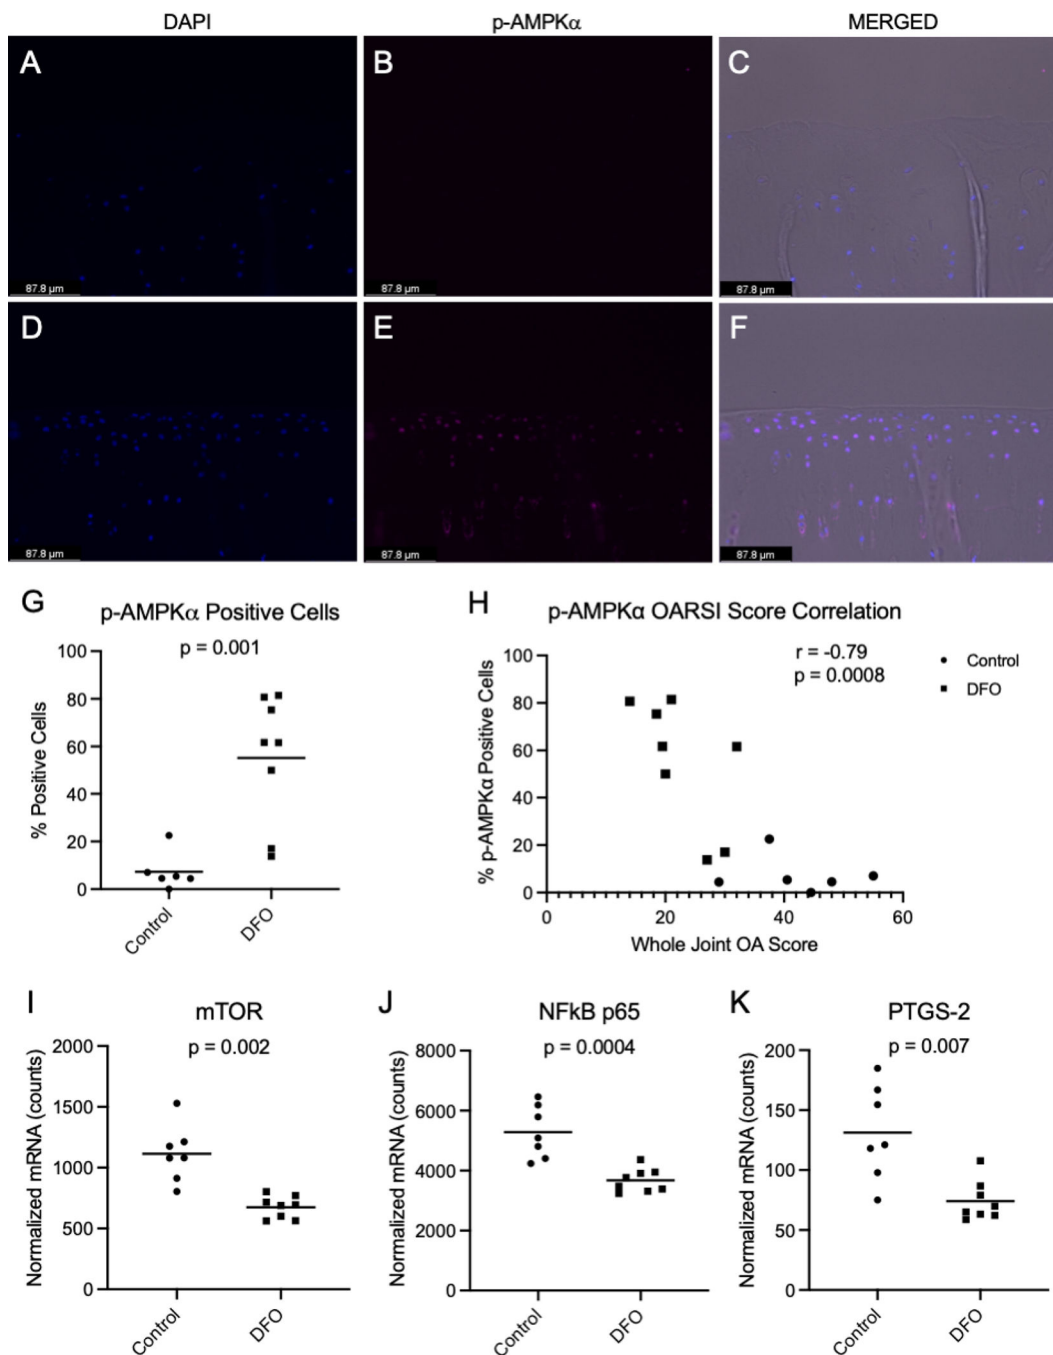 DAPI p-AMPKα MERGED
A B C
87.8 µm 87.8 µm 87.8 µm
D E F
87.8 µm 87.8 µm 87.8 µm
G
p-AMPKα Positive Cells
p = 0.001
% Positive Cells
100
80
60
40
20
0
Control DFO
H
p-AMPKα OARSI Score Correlation
r = -0.79
p = 0.0008
Control
DFO
% p-AMPKα Positive Cells
100
80
60
40
20
0
0 20 40 60
Whole Joint OA Score
I
mTOR
p = 0.002
Normalized mRNA (counts)
2000
1500
1000
500
0
Control DFO
J
NFkB p65
p = 0.0004
Normalized mRNA (counts)
8000
6000
4000
2000
0
Control DFO
K
PTGS-2
p = 0.007
Normalized mRNA (counts)
200
150
100
50
0
Control DFO